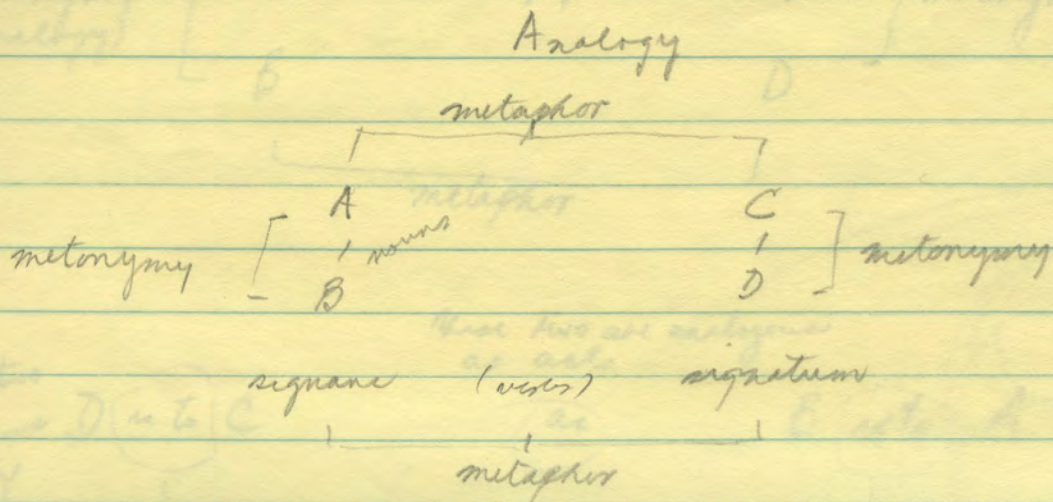 Analogy
metaphor
A C
metonymy nouns metonymy
B D
signans (verbs) signatum
metaphor